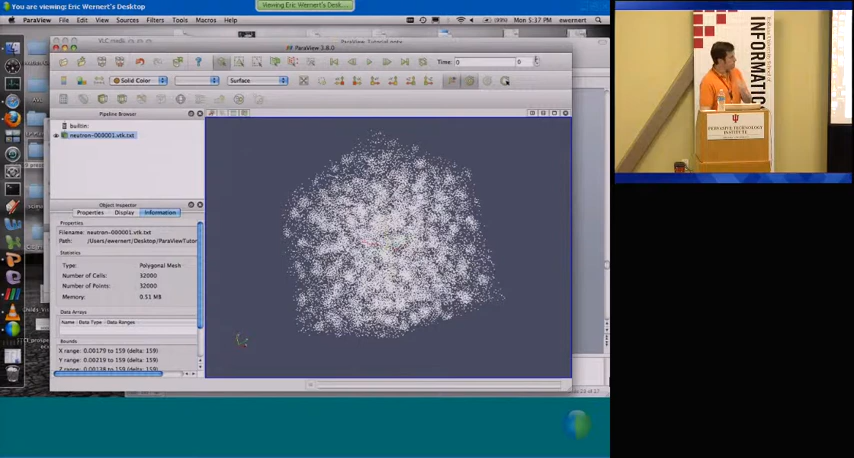 You are viewing: Eric Wernert's Desktop
Viewing Eric Wernert's Desk...
ParaView File Edit View Sources Filters Tools Macros Help
Mon 5:37 PM ewernert
ParaView 3.8.0
Time: 0 0
Solid Color
Surface
Pipeline Browser
builtin:
neutron-000001.vtk.txt
Object Inspector
Properties Display Information
Properties
Filename: neutron-000001.vtk.txt
Path: /Users/ewernert/Desktop/ParaViewTutor
Statistics
Type: Polygonal Mesh
Number of Cells: 32000
Number of Points: 32000
Memory: 0.51 MB
Data Arrays
Name Data Type Data Ranges
Bounds
X range: 0.00179 to 159 (delta: 159)
Y range: 0.00219 to 159 (delta: 159)
INFORMATIC
PERVASIVE TECHNOLOGY
INSTITUTE